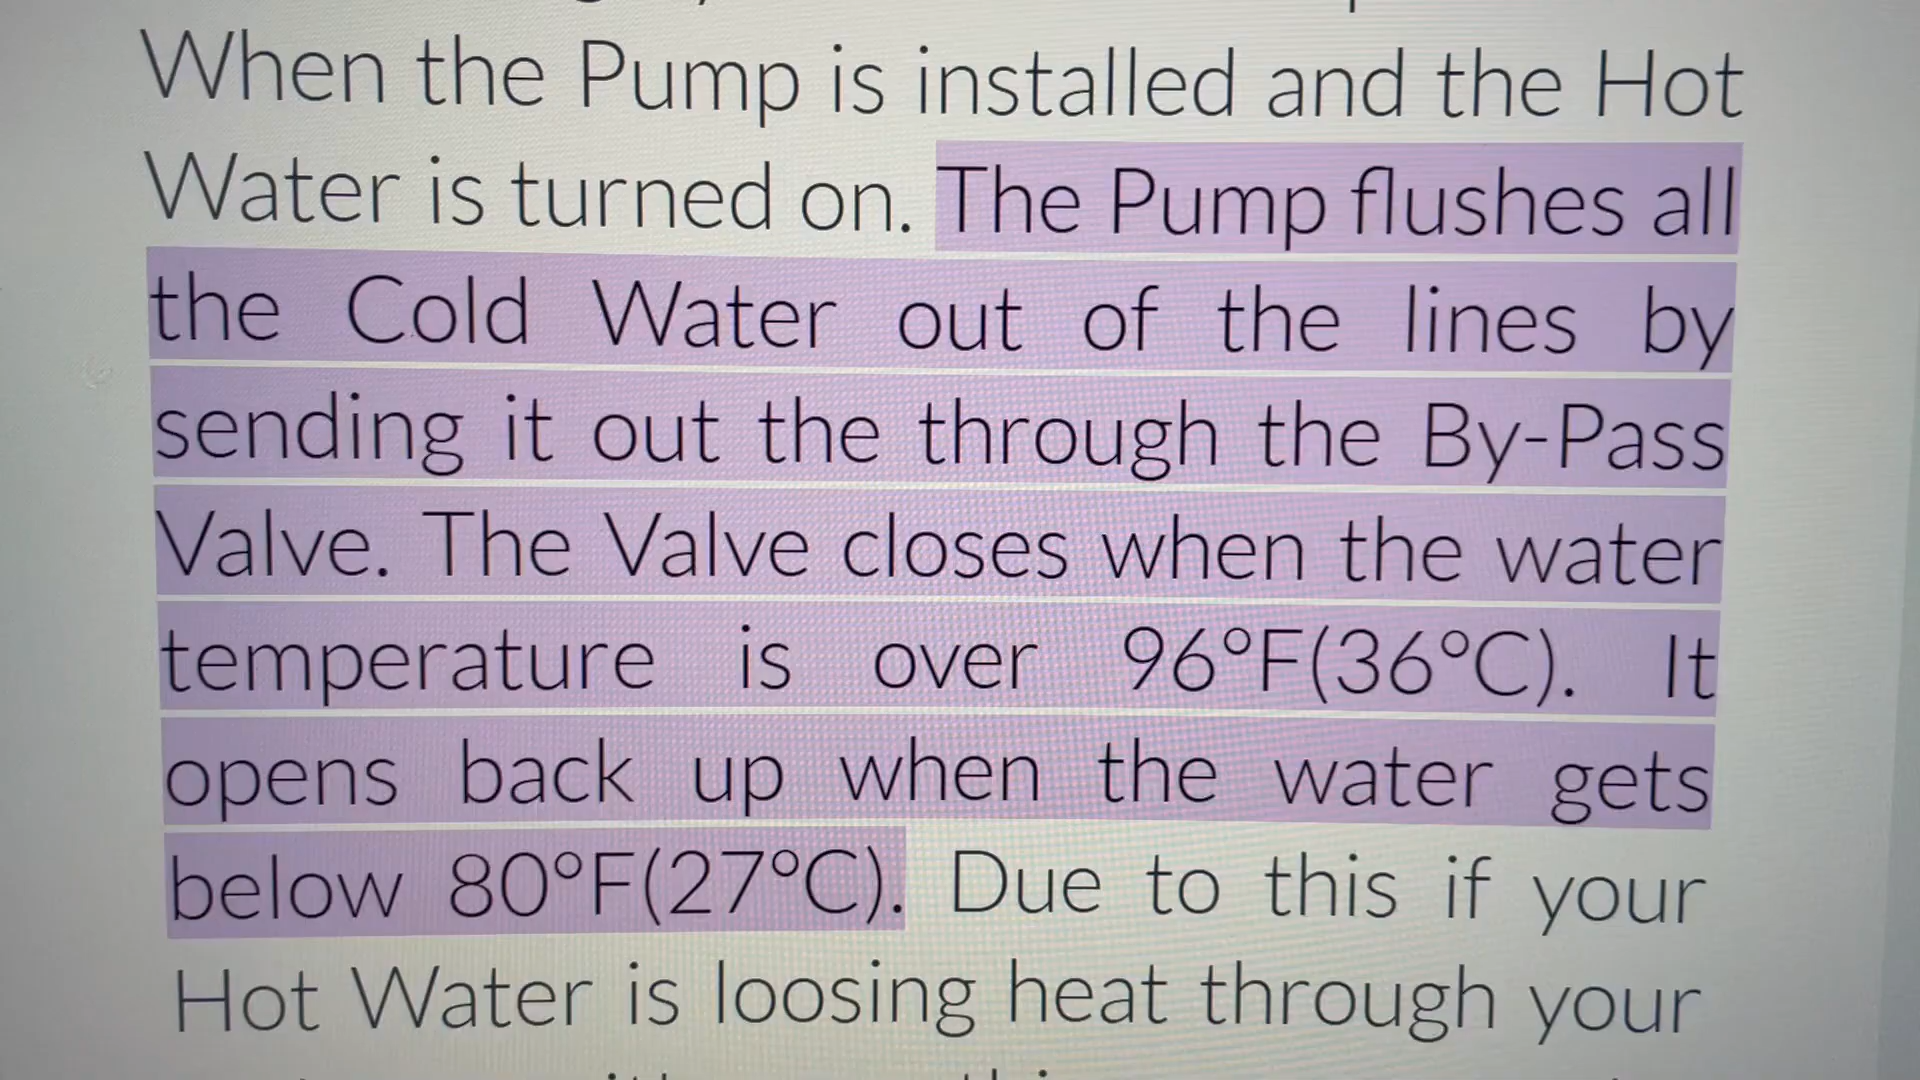 When the Pump is installed and the Hot
Water is turned on. The Pump flushes all
the Cold Water out of the lines by
sending it out the through the By-Pass
Valve. The Valve closes when the water
temperature is over 96°F(36°C). It
opens back up when the water gets
below 80°F(27°C). Due to this if your
Hot Water is loosing heat through your